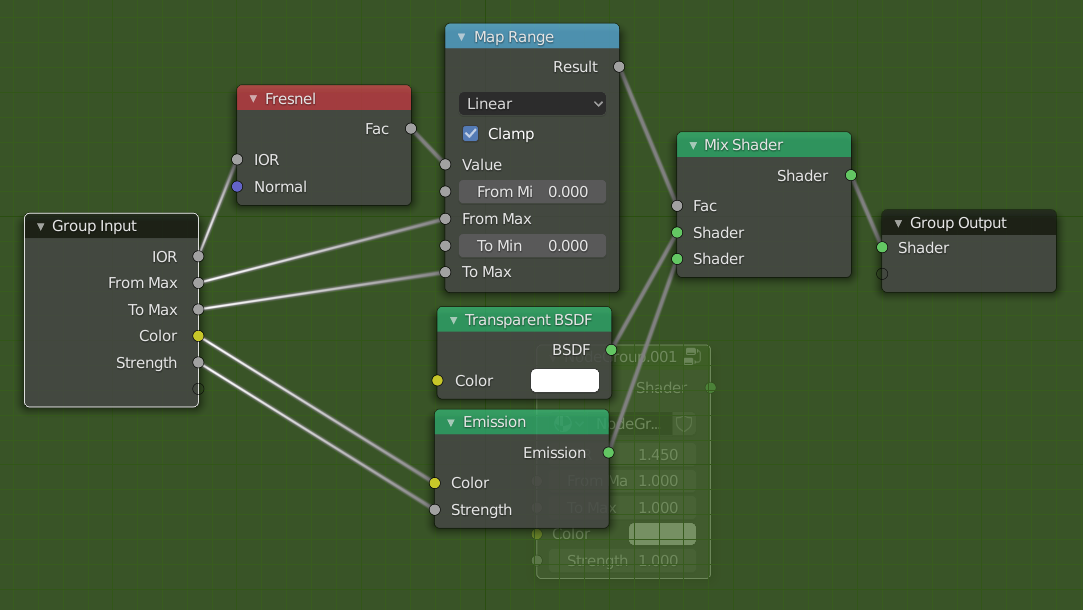 Group Input
IOR
From Max
To Max
Color
Strength
Fresnel
Fac
IOR
Normal
Map Range
Result
Linear
Clamp
Value
From Mi 0.000
From Max
To Min 0.000
To Max
Transparent BSDF
BSDF
Color
Emission
Emission
Color
Strength
NodeGroup.001
Shader
NodeGr...
1.450
From Ma 1.000
To Max 1.000
Color
Strength 1.000
Mix Shader
Shader
Fac
Shader
Shader
Group Output
Shader